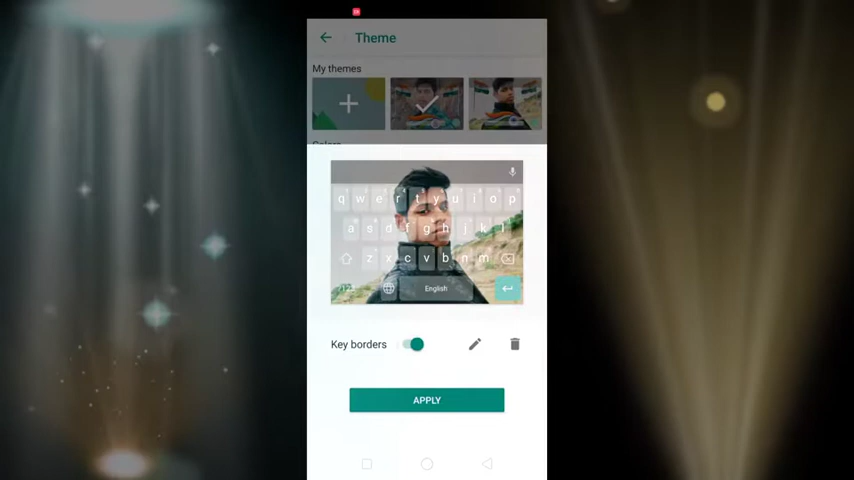 Theme
My themes
q w e r t y u i o p
a s d f g h j k l
z x c v b n m
English
Key borders
APPLY